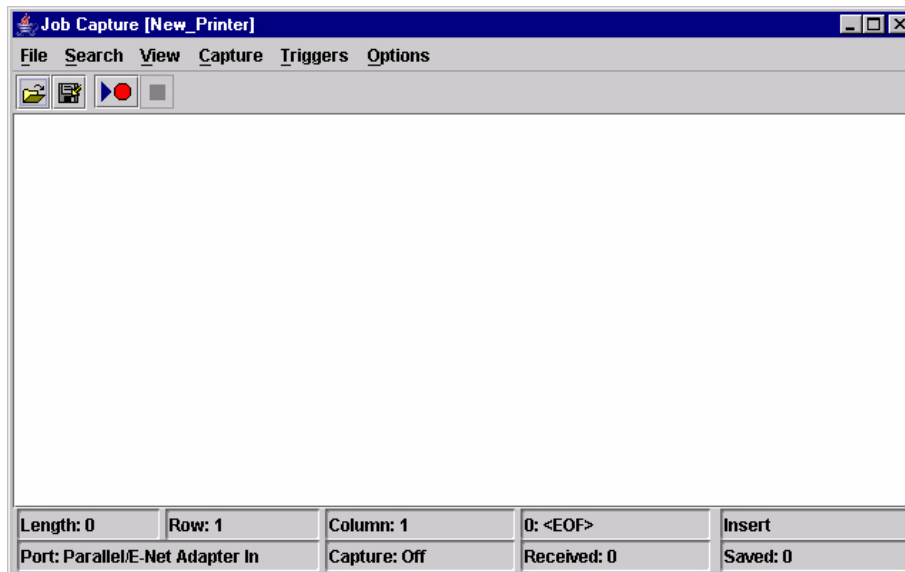 Job Capture [New_Printer]
File Search View Capture Triggers Options
Length: 0 Row: 1 Column: 1 0: <EOF> Insert
Port: Parallel/E-Net Adapter In Capture: Off Received: 0 Saved: 0